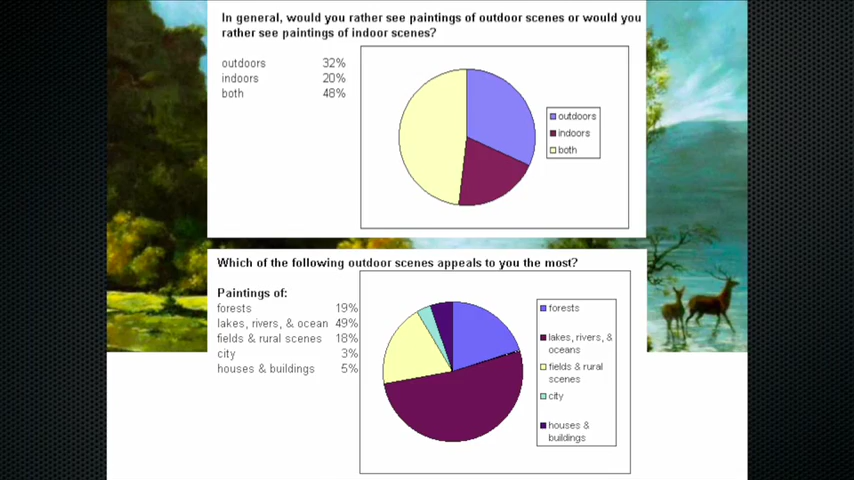 In general, would you rather see paintings of outdoor scenes or would you
rather see paintings of indoor scenes?
outdoors 32%
indoors 20%
both 48%
outdoors
indoors
both
Which of the following outdoor scenes appeals to you the most?
Paintings of:
forests 19%
lakes, rivers, & ocean 49%
fields & rural scenes 18%
city 3%
houses & buildings 5%
forests
lakes, rivers, &
oceans
fields & rural
scenes
city
houses &
buildings